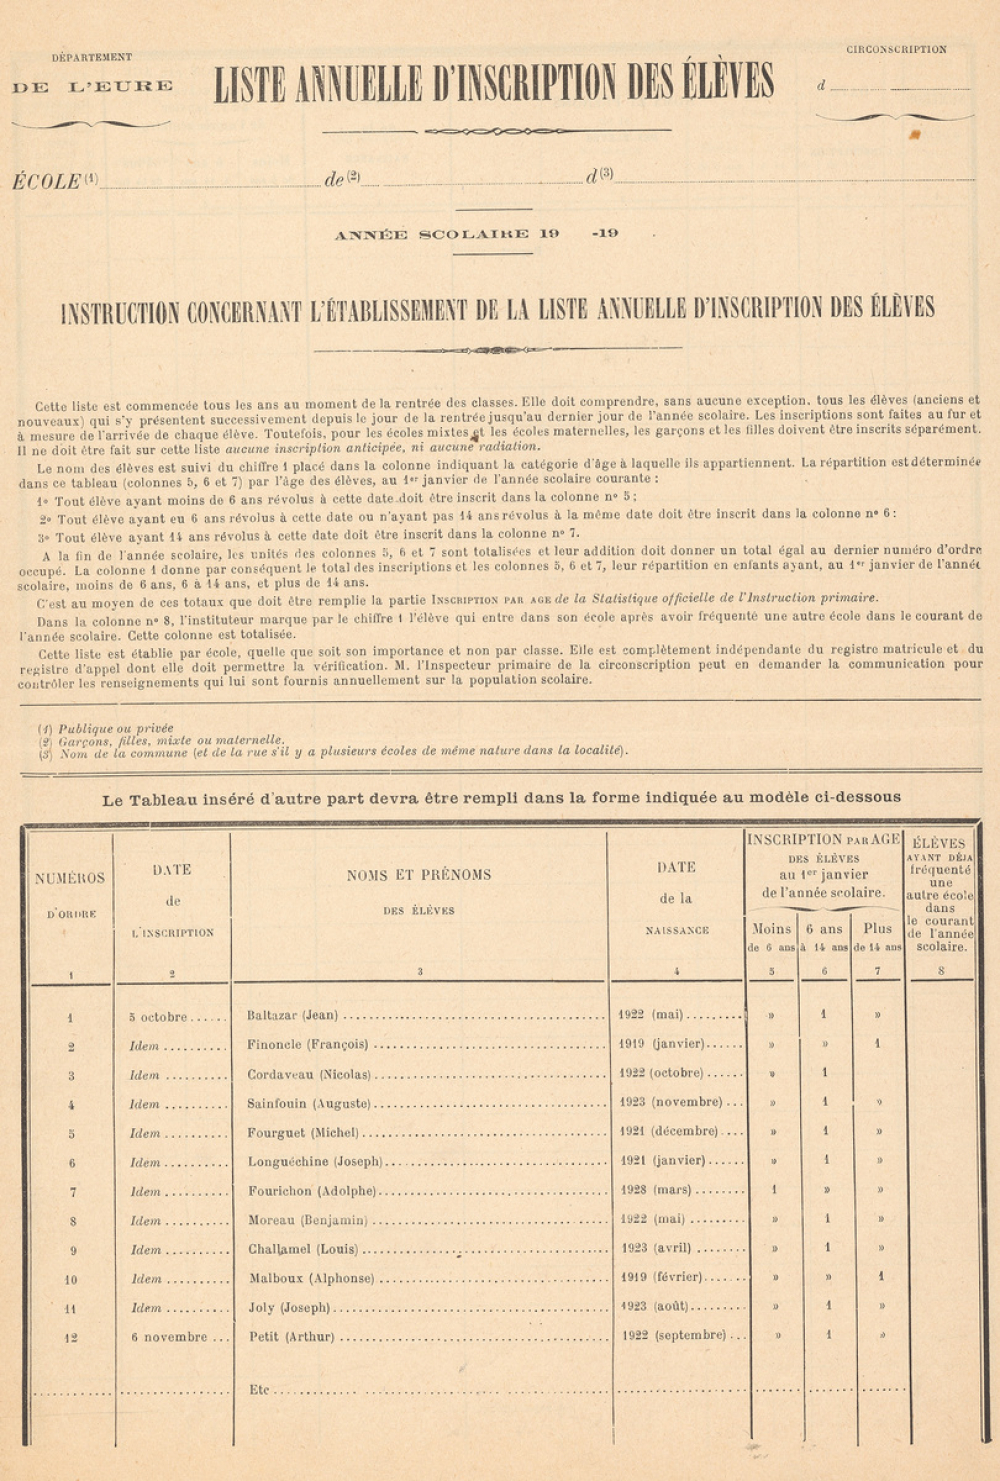 DÉPARTEMENT
DE L'EURE
LISTE ANNUELLE D'INSCRIPTION DES ÉLÈVES
CIRCONSCRIPTION
d
ÉCOLE (1) de (2) d (3)
ANNÉE SCOLAIRE 19 -19
INSTRUCTION CONCERNANT L'ÉTABLISSEMENT DE LA LISTE ANNUELLE D'INSCRIPTION DES ÉLÈVES
Cette liste est commencée tous les ans au moment de la rentrée des classes. Elle doit comprendre, sans aucune exception, tous les élèves (anciens et
nouveaux) qui s'y présentent successivement depuis le jour de la rentrée jusqu'au dernier jour de l'année scolaire. Les inscriptions sont faites au fur et
à mesure de l'arrivée de chaque élève. Toutefois, pour les écoles mixtes et les écoles maternelles, les garçons et les filles doivent être inscrits séparément.
Il ne doit être fait sur cette liste aucune inscription anticipée, ni aucune radiation.
Le nom des élèves est suivi du chiffre 1 placé dans la colonne indiquant la catégorie d'âge à laquelle ils appartiennent. La répartition est déterminée
dans ce tableau (colonnes 5, 6 et 7) par l'âge des élèves, au 1er janvier de l'année scolaire courante :
1° Tout élève ayant moins de 6 ans révolus à cette date doit être inscrit dans la colonne n° 5 ;
2° Tout élève ayant eu 6 ans révolus à cette date ou n'ayant pas 14 ans révolus à la même date doit être inscrit dans la colonne n° 6 :
3° Tout élève ayant 14 ans révolus à cette date doit être inscrit dans la colonne n° 7.
A la fin de l'année scolaire, les unités des colonnes 5, 6 et 7 sont totalisées et leur addition doit donner un total égal au dernier numéro d'ordre
occupé. La colonne 1 donne par conséquent le total des inscriptions et les colonnes 5, 6 et 7, leur répartition en enfants ayant, au 1er janvier de l'année
scolaire, moins de 6 ans, 6 à 14 ans, et plus de 14 ans.
C'est au moyen de ces totaux que doit être remplie la partie INSCRIPTION PAR AGE de la Statistique officielle de l'Instruction primaire.
Dans la colonne n° 8, l'instituteur marque par le chiffre 1 l'élève qui entre dans son école après avoir fréquenté une autre école dans le courant de
l'année scolaire. Cette colonne est totalisée.
Cette liste est établie par école, quelle que soit son importance et non par classe. Elle est complètement indépendante du registre matricule et du
registre d'appel dont elle doit permettre la vérification. M. l'Inspecteur primaire de la circonscription peut en demander la communication pour
contrôler les renseignements qui lui sont fournis annuellement sur la population scolaire.
(1) Publique ou privée
(2) Garçons, filles, mixte ou maternelle.
(3) Nom de la commune (et de la rue s'il y a plusieurs écoles de même nature dans la localité).
Le Tableau inséré d'autre part devra être rempli dans la forme indiquée au modèle ci-dessous
NUMÉROS
D'ORDRE
1
DATE
de
L'INSCRIPTION
2
NOMS ET PRÉNOMS
DES ÉLÈVES
3
DATE
de la
NAISSANCE
4
INSCRIPTION PAR AGE
DES ÉLÈVES
au 1er janvier
de l'année scolaire.
Moins
de 6 ans
5
6 ans
à 14 ans
6
Plus
de 14 ans
7
ÉLÈVES
AYANT DÉJA
fréquenté
une
autre école
dans
le courant
de l'année
scolaire.
8
1 5 octobre...... Baltazar (Jean) ........ 1922 (mai)......... » 1 »
2 Idem .......... Finoncle (François) ........ 1919 (janvier)...... » » 1
3 Idem .......... Cordaveau (Nicolas) ........ 1922 (octobre) ...... » 1
4 Idem .......... Sainfouin (Auguste) ........ 1923 (novembre) ... » 1 »
5 Idem .......... Fourguet (Michel) ........ 1921 (décembre) .... » 1 »
6 Idem .......... Longuéchine (Joseph) ........ 1921 (janvier)...... » 1 »
7 Idem .......... Fourichon (Adolphe) ........ 1928 (mars) ........ 1 » »
8 Idem .......... Moreau (Benjamin) ........ 1922 (mai) ......... » 1 »
9 Idem .......... Challamel (Louis) ........ 1923 (avril) ........ » 1 »
10 Idem .......... Malboux (Alphonse) ........ 1919 (février)....... » » 1
11 Idem .......... Joly (Joseph) ........ 1923 (août)......... » 1 »
12 6 novembre ... Petit (Arthur) ........ 1922 (septembre) ... » 1 »
Etc ........